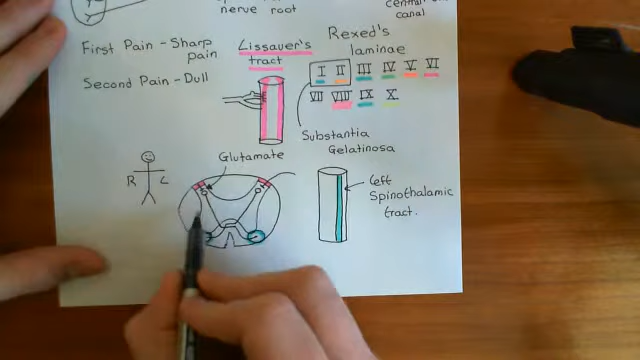 nerve root
central
canal
First Pain - Sharp
pain
Second Pain - Dull
Lissauer's
tract
Rexed's
laminae
I II III IV V VI
VII VIII IX X
Substantia
Gelatinosa
Glutamate
R L
Left
Spinothalamic
tract.